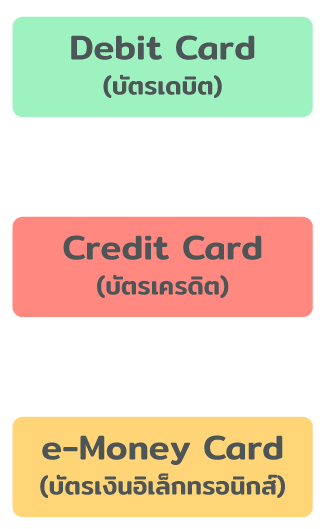 Debit Card
(บัตรเดบิต)
Credit Card
(บัตรเครดิต)
e-Money Card
(บัตรเงินอิเล็กทรอนิกส์)